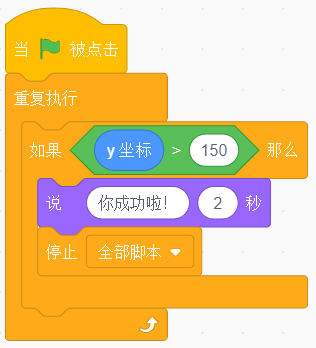 当 被点击
重复执行
如果 y 坐标 > 150 那么
说 你成功啦！ 2 秒
停止 全部脚本